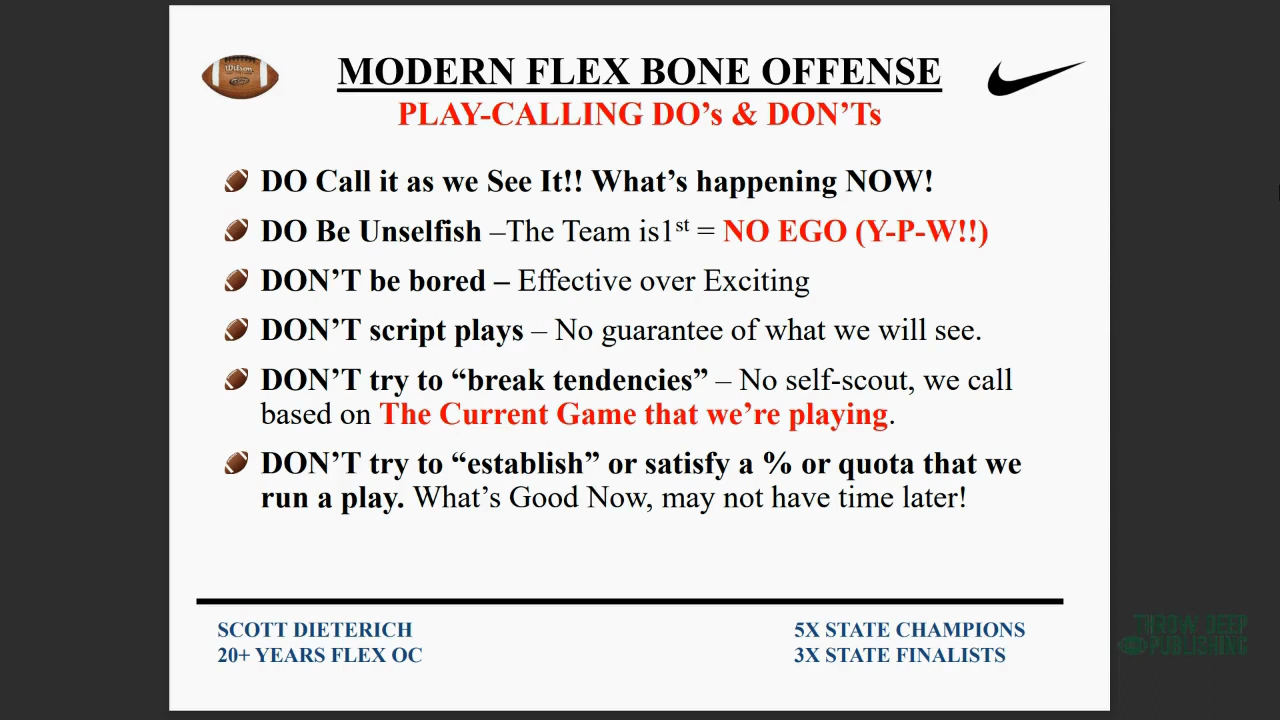 MODERN FLEX BONE OFFENSE
PLAY-CALLING DO’s & DON’Ts
DO Call it as we See It!! What’s happening NOW!
DO Be Unselfish –The Team is1st = NO EGO (Y-P-W!!)
DON’T be bored – Effective over Exciting
DON’T script plays – No guarantee of what we will see.
DON’T try to “break tendencies” – No self-scout, we call
based on The Current Game that we’re playing.
DON’T try to “establish” or satisfy a % or quota that we
run a play. What’s Good Now, may not have time later!
SCOTT DIETERICH
20+ YEARS FLEX OC
5X STATE CHAMPIONS
3X STATE FINALISTS
THROW DEEP
PUBLISHING
Wilson